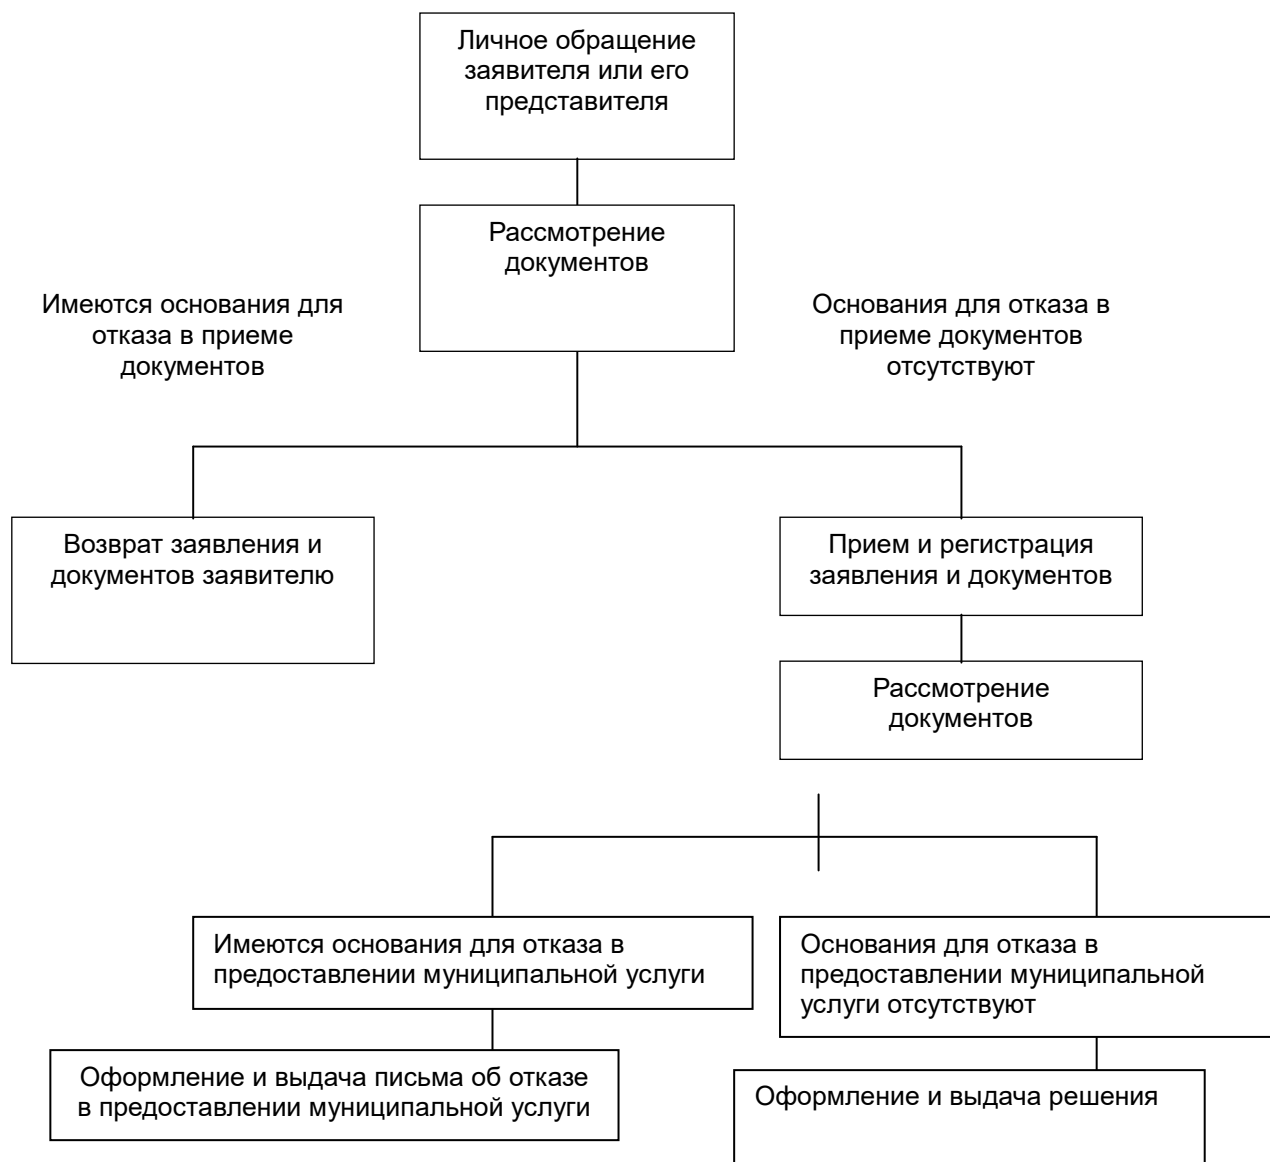 Личное обращение
заявителя или его
представителя
Рассмотрение
документов
Имеются основания для
отказа в приеме
документов
Основания для отказа в
приеме документов
отсутствуют
Возврат заявления и
документов заявителю
Прием и регистрация
заявления и документов
Рассмотрение
документов
Имеются основания для отказа в
предоставлении муниципальной услуги
Основания для отказа в
предоставлении муниципальной
услуги отсутствуют
Оформление и выдача письма об отказе
в предоставлении муниципальной услуги
Оформление и выдача решения